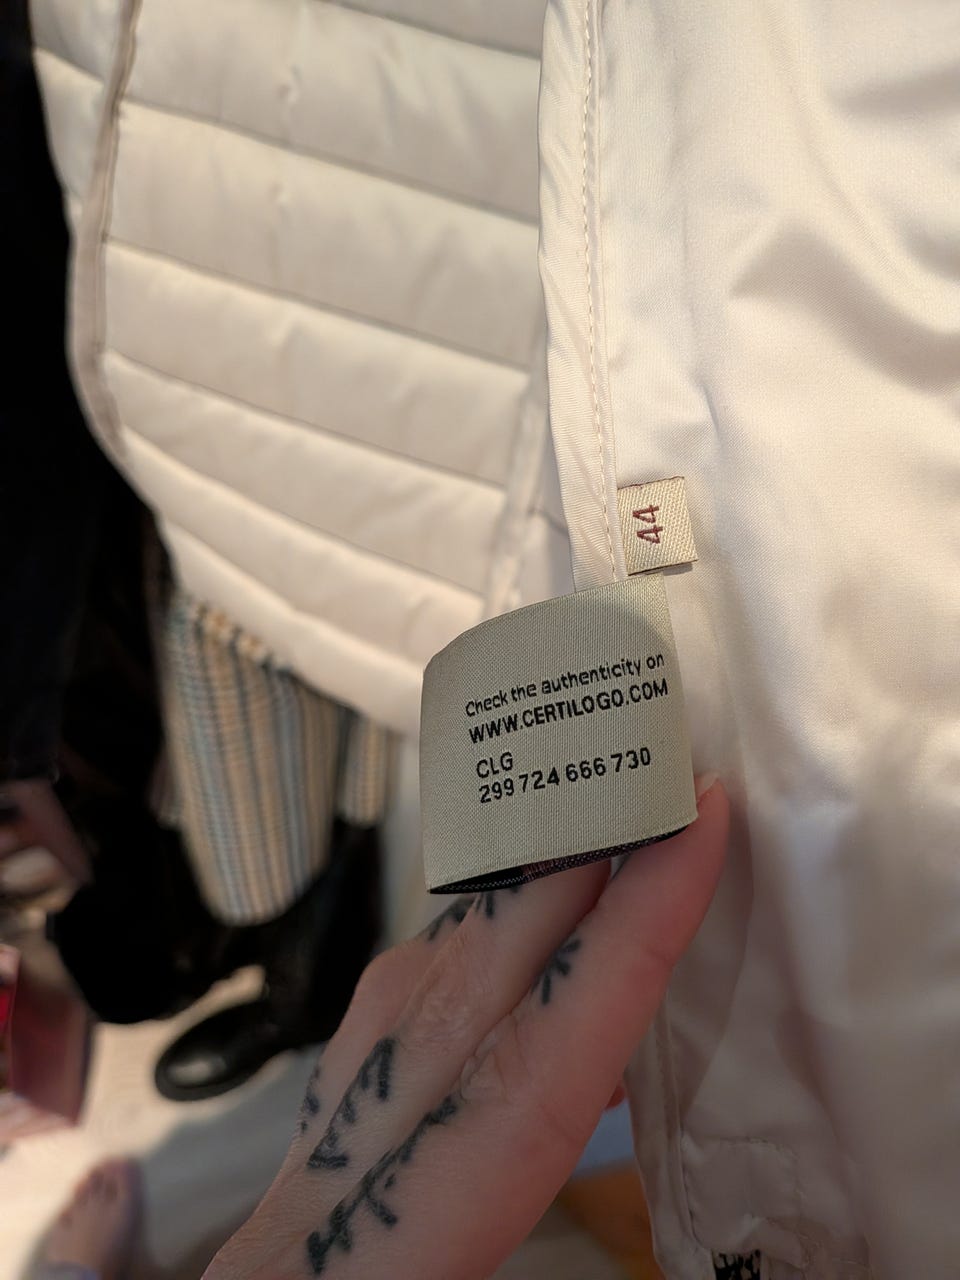 44
Check the authenticity on
WWW.CERTILOGO.COM
CLG
299 724 666 730